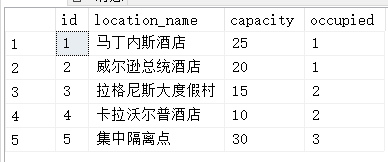 id location_name capacity occupied
1 1 马丁内斯酒店 25 1
2 2 威尔逊总统酒店 20 1
3 3 拉格尼斯大度假村 15 2
4 4 卡拉沃尔普酒店 10 2
5 5 集中隔离点 30 3